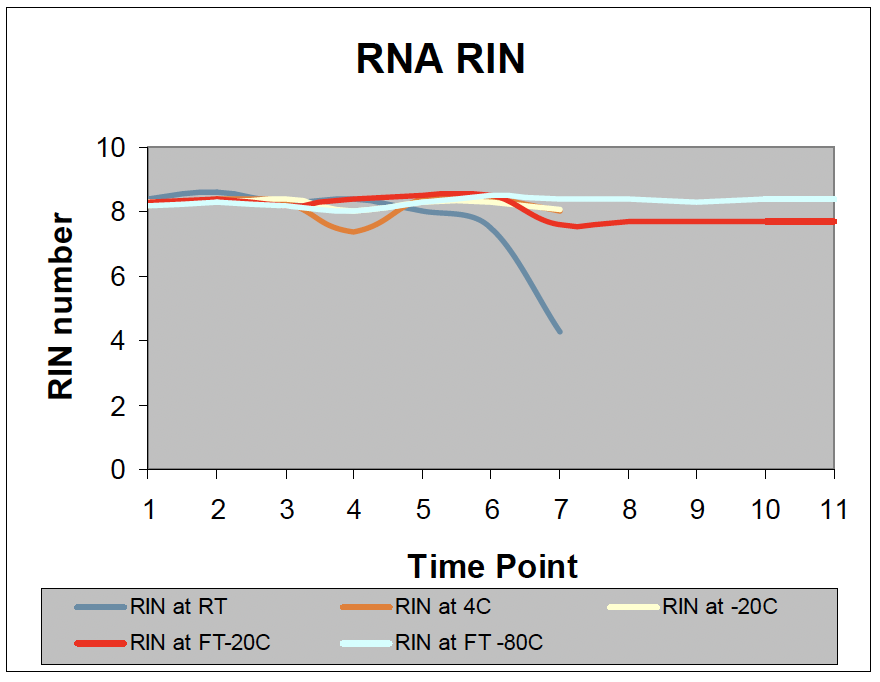 RNA RIN
10
8
6
4
2
0
RIN number
1 2 3 4 5 6 7 8 9 10 11
Time Point
RIN at RT RIN at 4C RIN at -20C
RIN at FT-20C RIN at FT -80C